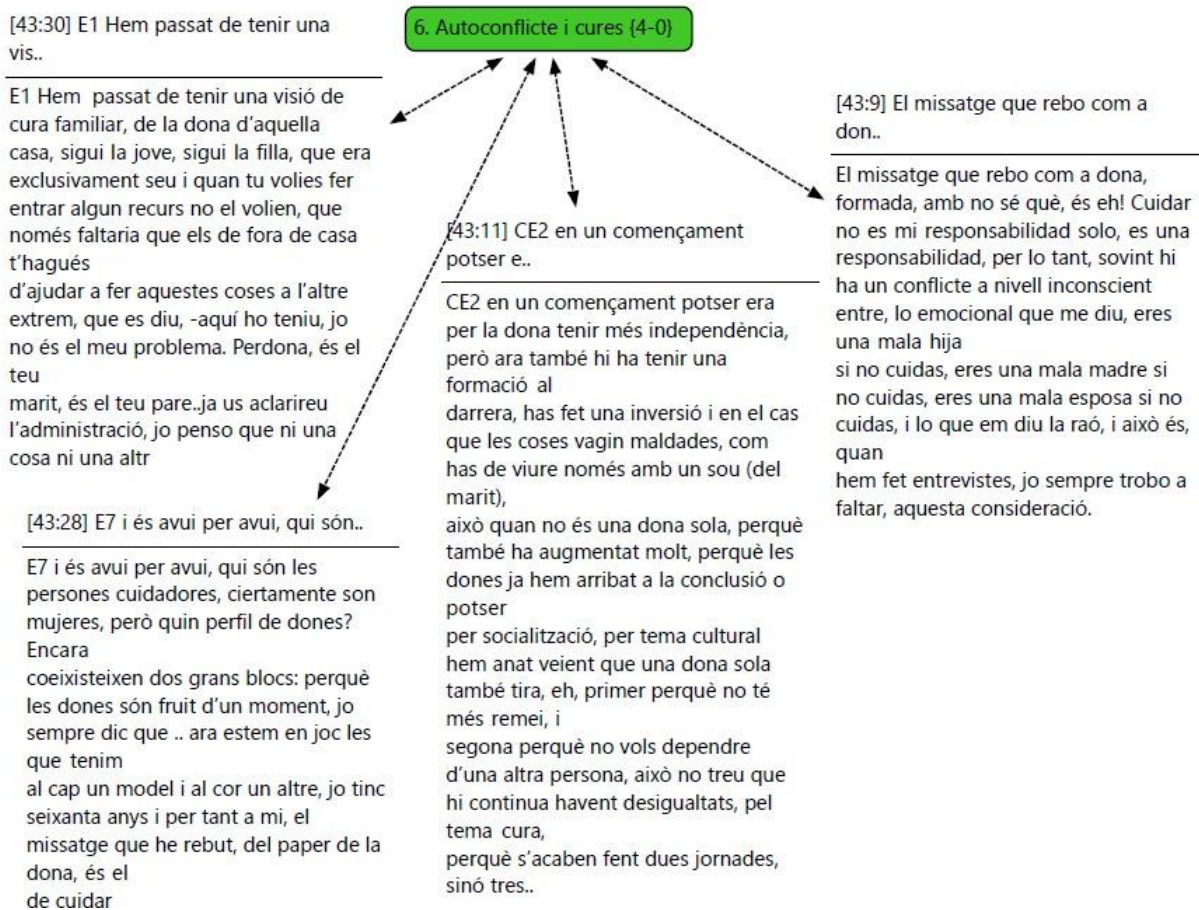 6. Autoconflicte i cures {4-0}
[43:30] E1 Hem passat de tenir una
vis..
E1 Hem passat de tenir una visió de
cura familiar, de la dona d'aquella
casa, sigui la jove, sigui la filla, que era
exclusivament seu i quan tu volies fer
entrar algun recurs no el volien, que
només faltaria que els de fora de casa
t'hagués
d'ajudar a fer aquestes coses a l'altre
extrem, que es diu, -aquí ho teniu, jo
no és el meu problema. Perdona, és el
teu
marit, és el teu pare..ja us aclarireu
l'administració, jo penso que ni una
cosa ni una altr
[43:28] E7 i és avui per avui, qui són..
E7 i és avui per avui, qui són les
persones cuidadores, ciertamente son
mujeres, però quin perfil de dones?
Encara
coeixisteixen dos grans blocs: perquè
les dones són fruit d'un moment, jo
sempre dic que .. ara estem en joc les
que tenim
al cap un model i al cor un altre, jo tinc
seixanta anys i per tant a mi, el
missatge que he rebut, del paper de la
dona, és el
de cuidar
[43:11] CE2 en un començament
potser e..
CE2 en un començament potser era
per la dona tenir més independència,
però ara també hi ha tenir una
formació al
darrera, has fet una inversió i en el cas
que les coses vagin maldades, com
has de viure només amb un sou (del
marit),
això quan no és una dona sola, perquè
també ha augmentat molt, perquè les
dones ja hem arribat a la conclusió o
potser
per socialització, per tema cultural
hem anat veient que una dona sola
també tira, eh, primer perquè no té
més remei, i
segona perquè no vols dependre
d'una altra persona, això no treu que
hi continua havent desigualtats, pel
tema cura,
perquè s'acaben fent dues jornades,
sinó tres..
[43:9] El missatge que rebo com a
don..
El missatge que rebo com a dona,
formada, amb no sé què, és eh! Cuidar
no es mi responsabilidad solo, es una
responsabilidad, per lo tant, sovint hi
ha un conflicte a nivell inconscient
entre, lo emocional que me diu, eres
una mala hija
si no cuidas, eres una mala madre si
no cuidas, eres una mala esposa si no
cuidas, i lo que em diu la raó, i això és,
quan
hem fet entrevistes, jo sempre trobo a
faltar, aquesta consideració.